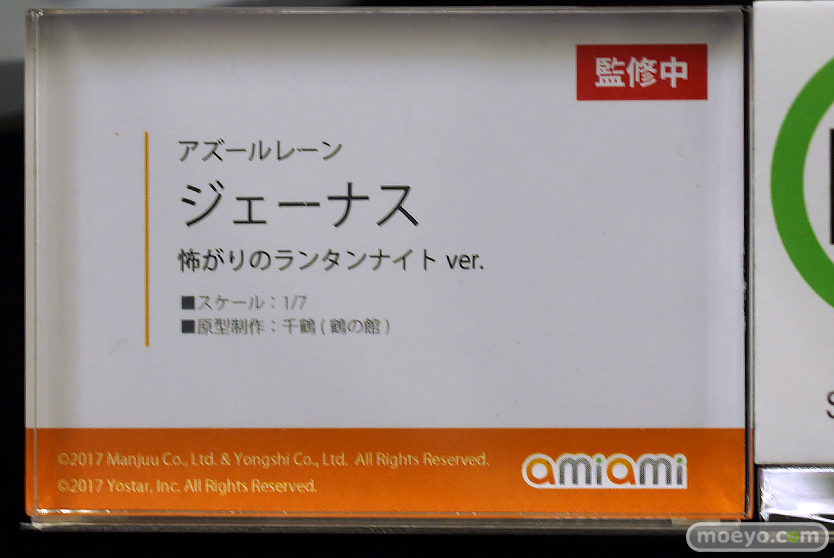 監修中
アズールレーン
ジェーナス
怖がりのランタンナイト ver.
■スケール：1/7
■原型制作：千鶴 ( 鶴の館 )
©2017 Manjuu Co., Ltd. & Yongshi Co., Ltd. All Rights Reserved.
©2017 Yostar, Inc. All Rights Reserved.
amiami
moeyo.com